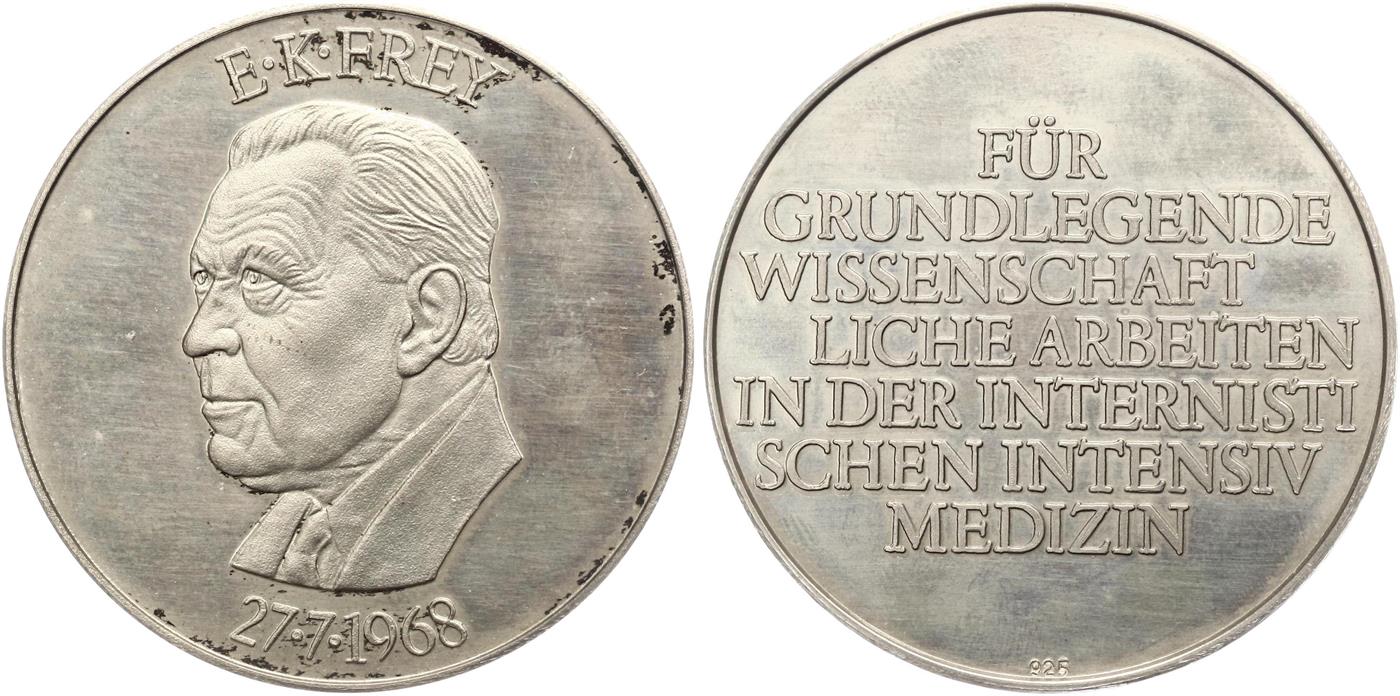 E·K·FREY
27·7·1968
FÜR
GRUNDLEGENDE
WISSENSCHAFT
LICHE ARBEITEN
IN DER INTERNISTI
SCHEN INTENSIV
MEDIZIN
925